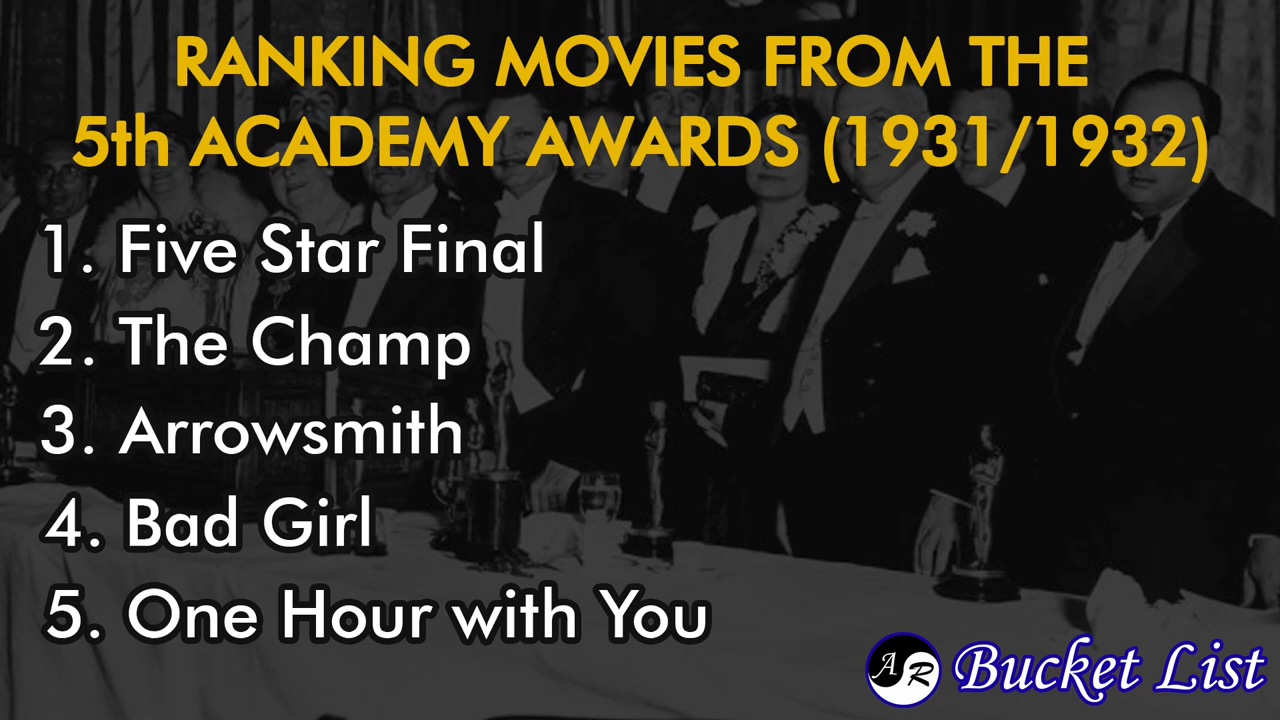 RANKING MOVIES FROM THE
5th ACADEMY AWARDS (1931/1932)
1. Five Star Final
2. The Champ
3. Arrowsmith
4. Bad Girl
5. One Hour with You
AR Bucket List